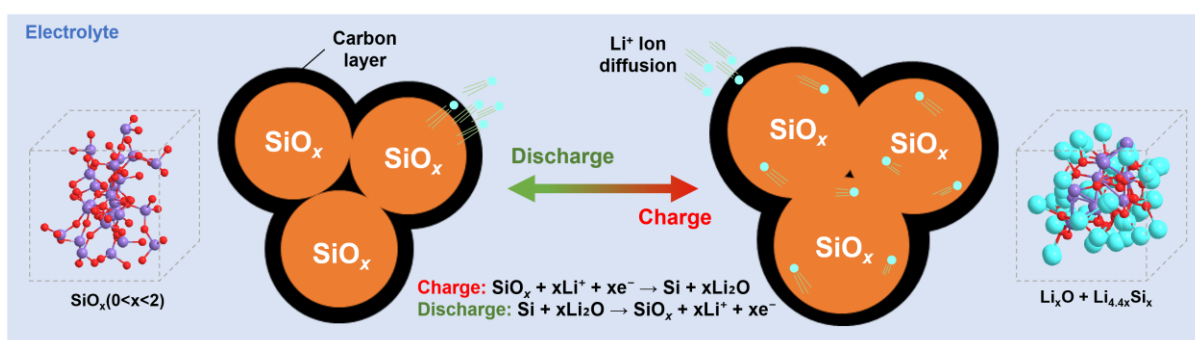 Electrolyte
Carbon
layer
Li⁺ Ion
diffusion
SiOₓ
SiOₓ
SiOₓ
SiOₓ
SiOₓ
SiOₓ
Discharge
Charge
Charge: SiOₓ + xLi⁺ + xe⁻ → Si + xLi₂O
Discharge: Si + xLi₂O → SiOₓ + xLi⁺ + xe⁻
SiOₓ(0<x<2)
LiₓO + Li₄.₄ₓSiₓ